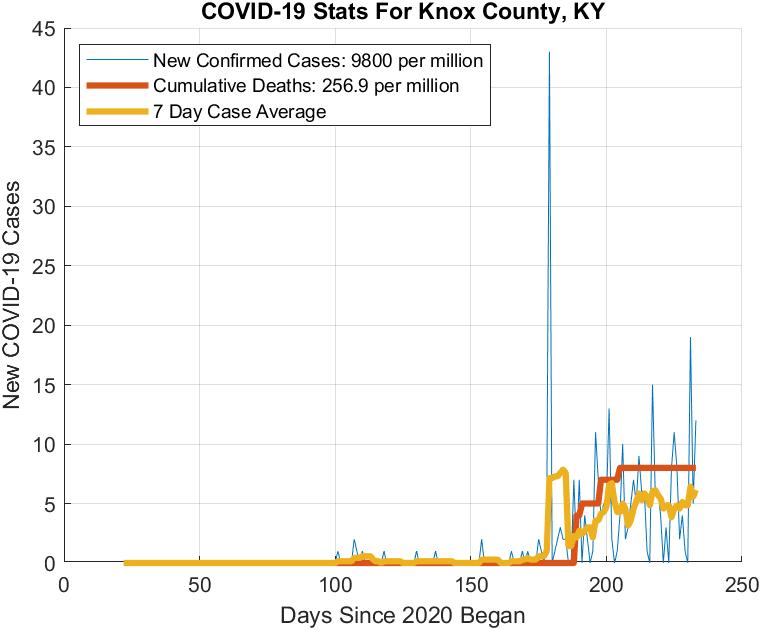 COVID-19 Stats For Knox County, KY
New Confirmed Cases: 9800 per million
Cumulative Deaths: 256.9 per million
7 Day Case Average
New COVID-19 Cases
45
40
35
30
25
20
15
10
5
0
0 50 100 150 200 250
Days Since 2020 Began